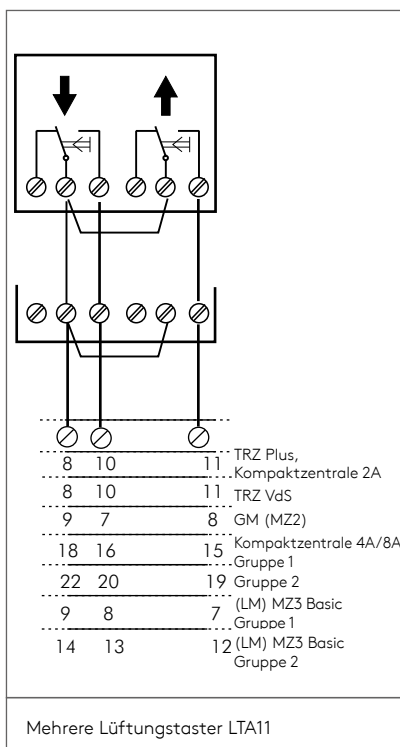 8 10 11 TRZ Plus,
Kompaktzentrale 2A
8 10 11 TRZ VdS
9 7 8 GM (MZ2)
18 16 15 Kompaktzentrale 4A/8A
Gruppe 1
22 20 19 Gruppe 2
9 8 7 (LM) MZ3 Basic
Gruppe 1
14 13 12 (LM) MZ3 Basic
Gruppe 2
Mehrere Lüftungstaster LTA11